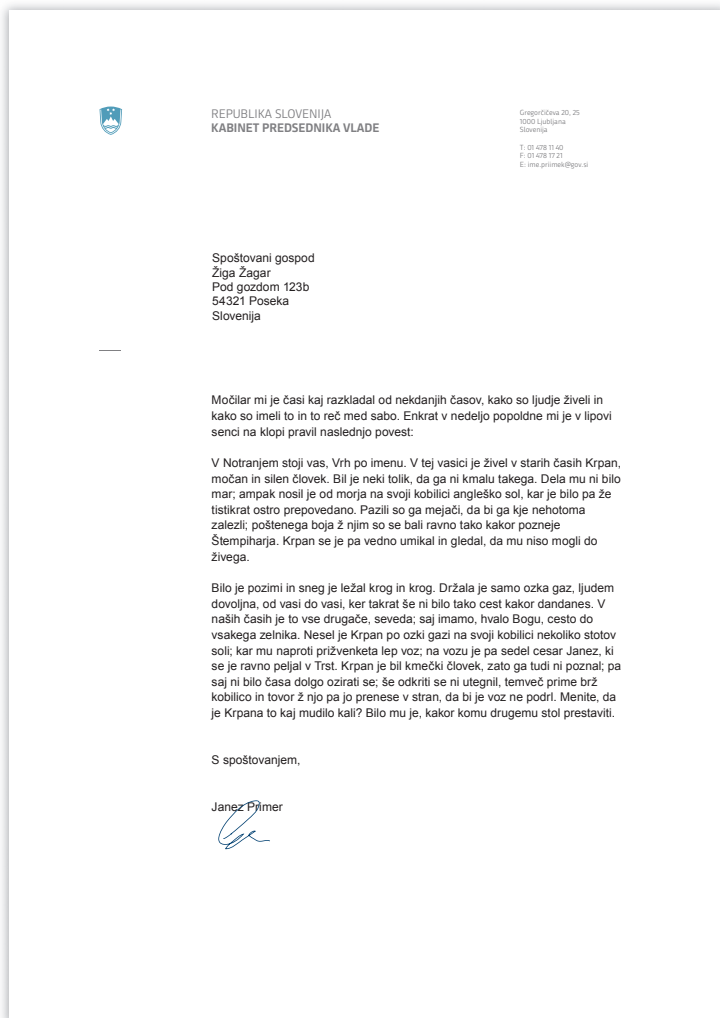 REPUBLIKA SLOVENIJA
KABINET PREDSEDNIKA VLADE
Gregorčičeva 20, 25
1000 Ljubljana
Slovenija
T: 01 478 11 40
F: 01 478 17 21
E: ime.priimek@gov.si
Spoštovani gospod
Žiga Žagar
Pod gozdom 123b
54321 Poseka
Slovenija
Močilar mi je časi kaj razkladal od nekdanjih časov, kako so ljudje živeli in
kako so imeli to in to reč med sabo. Enkrat v nedeljo popoldne mi je v lipovi
senci na klopi pravil naslednjo povest:
V Notranjem stoji vas, Vrh po imenu. V tej vasici je živel v starih časih Krpan,
močan in silen človek. Bil je neki tolik, da ga ni kmalu takega. Dela mu ni bilo
mar; ampak nosil je od morja na svoji kobilici angleško sol, kar je bilo pa že
tistikrat ostro prepovedano. Pazili so ga mejači, da bi ga kje nehotoma
zalezli; poštenega boja ž njim so se bali ravno tako kakor pozneje
Štempiharja. Krpan se je pa vedno umikal in gledal, da mu niso mogli do
živega.
Bilo je pozimi in sneg je ležal krog in krog. Držala je samo ozka gaz, ljudem
dovoljna, od vasi do vasi, ker takrat še ni bilo tako cest kakor dandanes. V
naših časih je to vse drugače, seveda; saj imamo, hvalo Bogu, cesto do
vsakega zelnika. Nesel je Krpan po ozki gazi na svoji kobilici nekoliko stotov
soli; kar mu naproti prižvenketa lep voz; na vozu je pa sedel cesar Janez, ki
se je ravno peljal v Trst. Krpan je bil kmečki človek, zato ga tudi ni poznal; pa
saj ni bilo časa dolgo ozirati se; še odkriti se ni utegnil, temveč prime brž
kobilico in tovor ž njo pa jo prenese v stran, da bi je voz ne podrl. Menite, da
je Krpana to kaj mudilo kali? Bilo mu je, kakor komu drugemu stol prestaviti.
S spoštovanjem,
Janez Primer